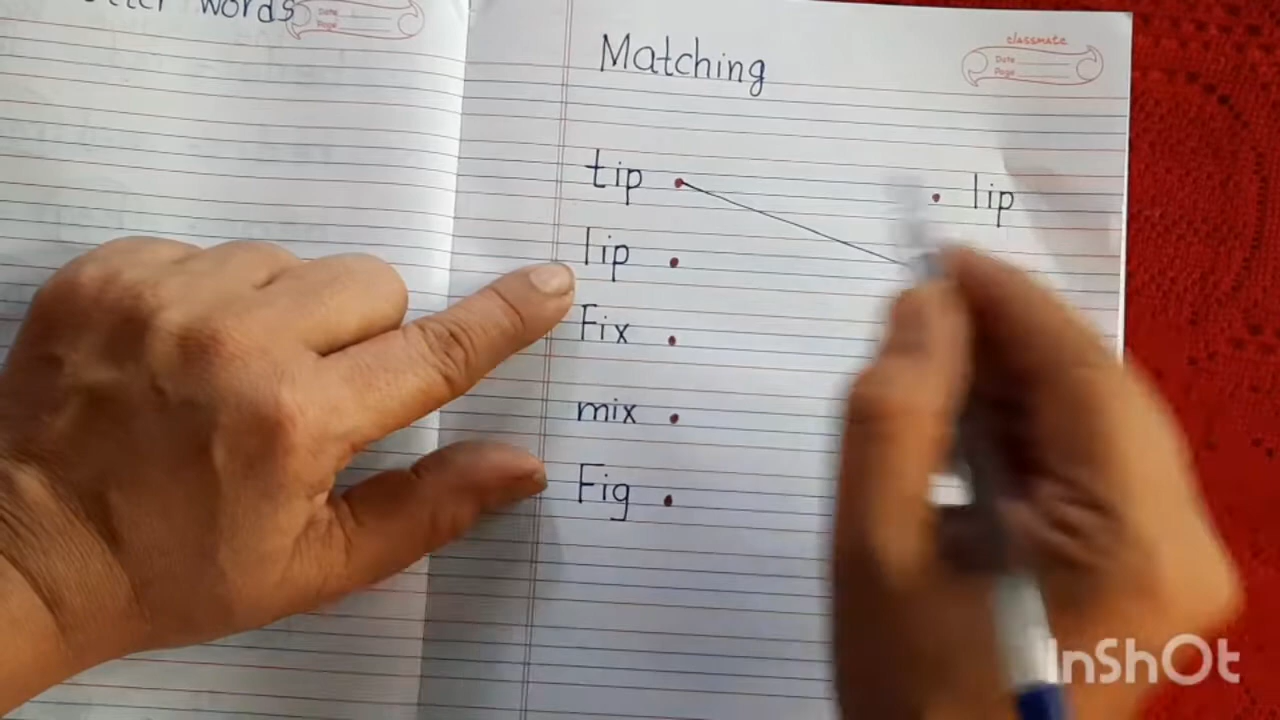 words
Date
Page
Matching
classmate
Date
Page
tip • • lip
lip •
Fix •
mix •
Fig •
InShOt